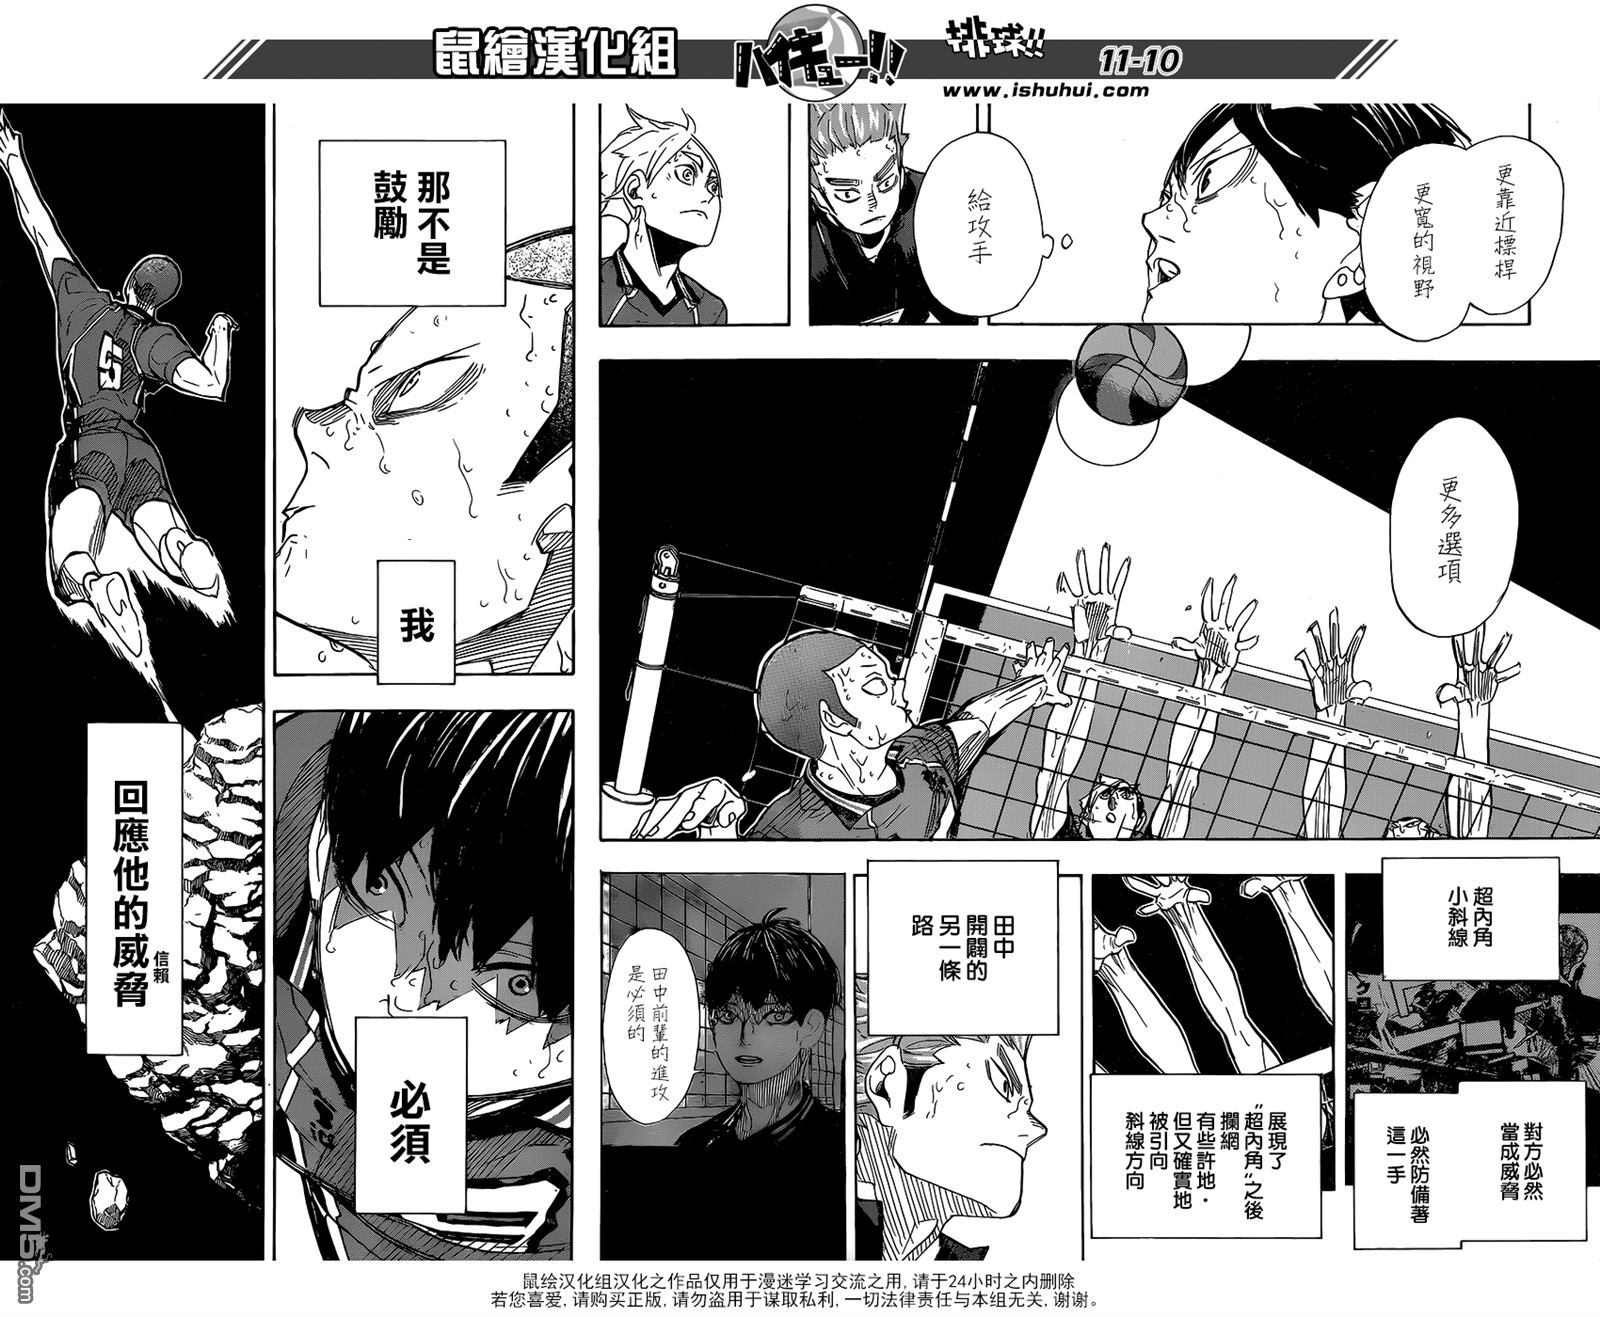 鼠繪漢化組
ハイキュー!!
排球!!
11-10
www.ishuhui.com
更靠近標桿
更寬的視野
給攻手
更多選項
超內角
小斜線
對方必然
當成威脅
必然防備著
這一手
展現了
“超內角”之後
攔網
有些許地·
但又確實地
被引向
斜線方向
田中
開闢的
另一條
路
田中前輩的進攻
是必須的
那不是
鼓勵
我
必須
回應他的威脅
信賴
5
DM5.com
鼠绘汉化组汉化之作品仅用于漫迷学习交流之用,请于24小时之内删除
若您喜爱,请购买正版,请勿盗用于谋取私利,一切法律责任与本组无关,谢谢。